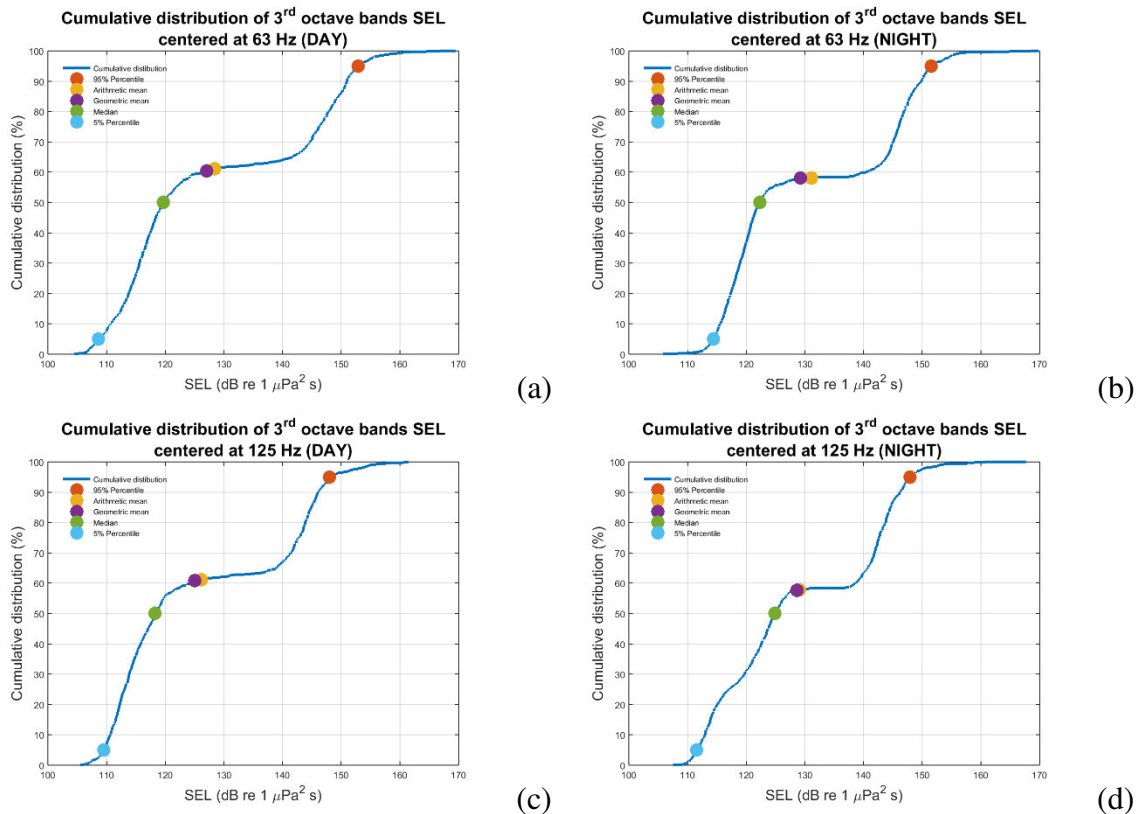 Cumulative distribution of 3rd octave bands SEL
centered at 63 Hz (DAY)
Cumulative distribution (%)
100
90
80
70
60
50
40
30
20
10
0
Cumulative distibution
95% Percentile
Arithmetic mean
Geometric mean
Median
5% Percentile
100 110 120 130 140 150 160 170
SEL (dB re 1 μPa2 s)
(a)
Cumulative distribution of 3rd octave bands SEL
centered at 63 Hz (NIGHT)
Cumulative distribution (%)
100
90
80
70
60
50
40
30
20
10
0
Cumulative distibution
95% Percentile
Arithmetic mean
Geometric mean
Median
5% Percentile
100 110 120 130 140 150 160 170
SEL (dB re 1 μPa2 s)
(b)
Cumulative distribution of 3rd octave bands SEL
centered at 125 Hz (DAY)
Cumulative distribution (%)
100
90
80
70
60
50
40
30
20
10
0
Cumulative distibution
95% Percentile
Arithmetic mean
Geometric mean
Median
5% Percentile
100 110 120 130 140 150 160 170
SEL (dB re 1 μPa2 s)
(c)
Cumulative distribution of 3rd octave bands SEL
centered at 125 Hz (NIGHT)
Cumulative distribution (%)
100
90
80
70
60
50
40
30
20
10
0
Cumulative distibution
95% Percentile
Arithmetic mean
Geometric mean
Median
5% Percentile
100 110 120 130 140 150 160 170
SEL (dB re 1 μPa2 s)
(d)